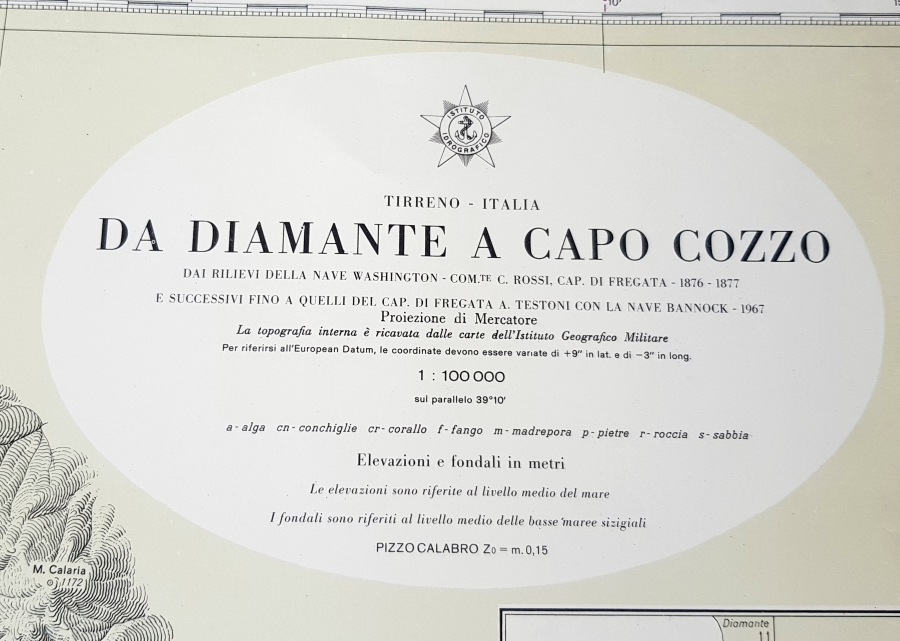 10'
ISTITUTO
IDROGRAFICO
TIRRENO - ITALIA
DA DIAMANTE A CAPO COZZO
DAI RILIEVI DELLA NAVE WASHINGTON - COM.TE C. ROSSI, CAP. DI FREGATA - 1876 - 1877
E SUCCESSIVI FINO A QUELLI DEL CAP. DI FREGATA A. TESTONI CON LA NAVE BANNOCK - 1967
Proiezione di Mercatore
La topografia interna è ricavata dalle carte dell'Istituto Geografico Militare
Per riferirsi all'European Datum, le coordinate devono essere variate di +9" in lat. e di -3" in long.
1 : 100 000
sul parallelo 39°10'
a - alga cn - conchiglie cr - corallo f - fango m - madrepora p - pietre r - roccia s - sabbia
Elevazioni e fondali in metri
Le elevazioni sono riferite al livello medio del mare
I fondali sono riferiti al livello medio delle basse maree sizigiali
PIZZO CALABRO Z0 = m. 0,15
M. Calaria
1172
Diamante
11